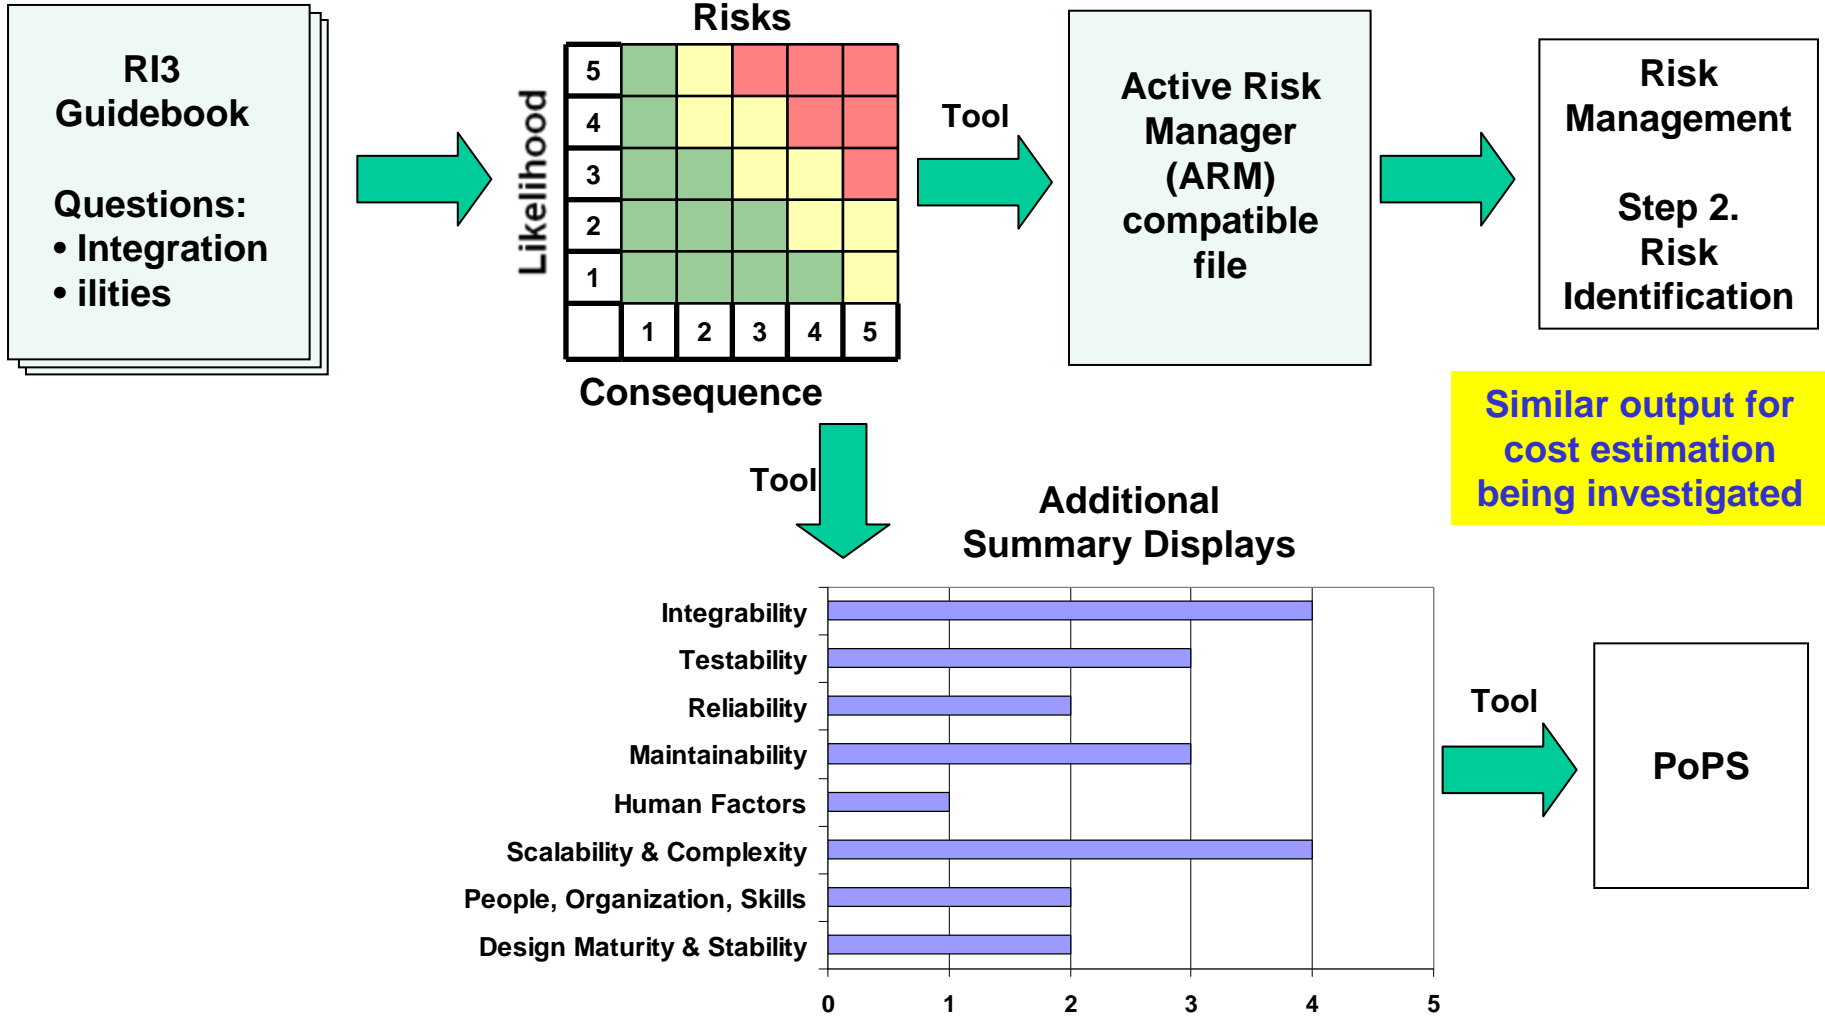 RI3
Guidebook
Questions:
• Integration
• ilities
Risks
Likelihood
5
4
3
2
1
1 2 3 4 5
Consequence
Tool
Active Risk
Manager
(ARM)
compatible
file
Risk
Management
Step 2.
Risk
Identification
Similar output for
cost estimation
being investigated
Tool
Additional
Summary Displays
Integrability
Testability
Reliability
Maintainability
Human Factors
Scalability & Complexity
People, Organization, Skills
Design Maturity & Stability
0 1 2 3 4 5
Tool
PoPS